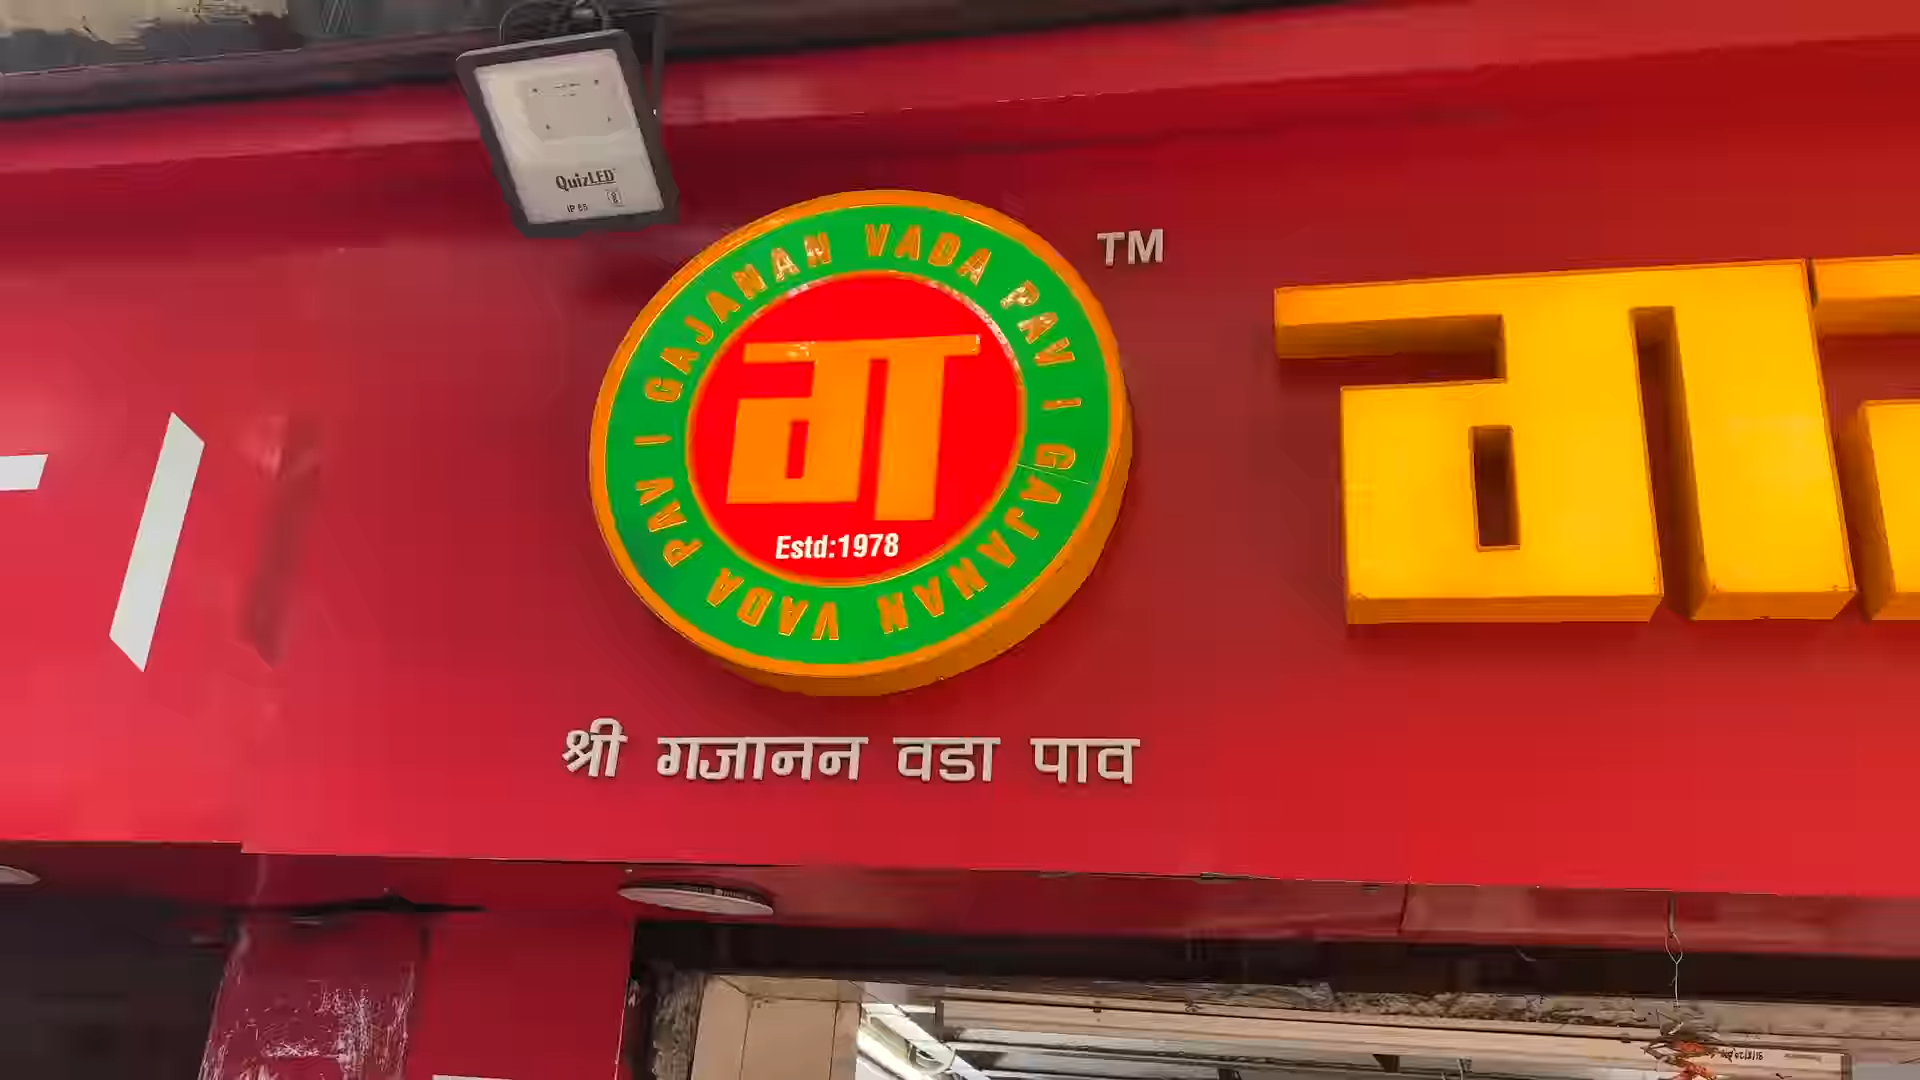 QuizLED
IP 65
TM
GAJANAN VADA PAV | GAJANAN VADA PAV |
ग
Estd:1978
श्री गजानन वडा पाव